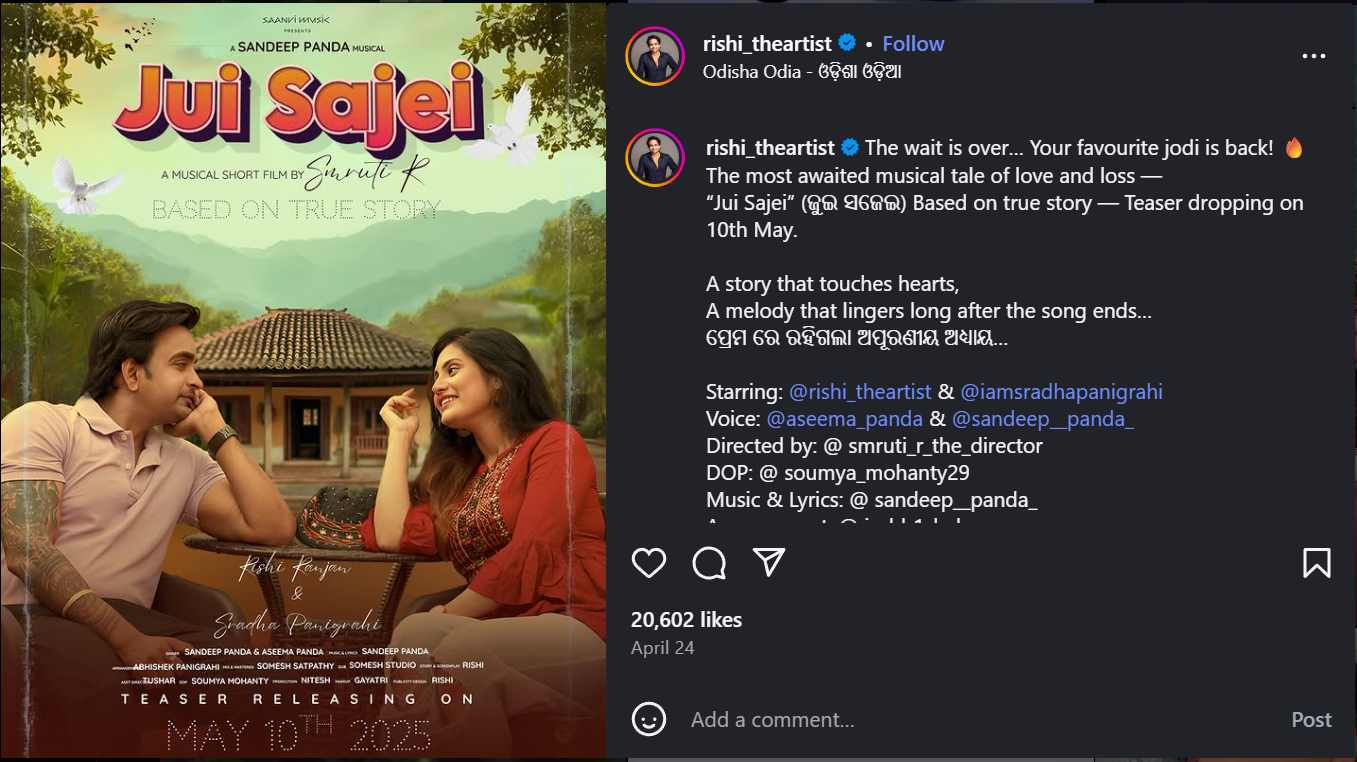 SAANVI MUSIC
PRESENTS
A SANDEEP PANDA MUSICAL
Jui Sajei
A MUSICAL SHORT FILM BY Smruti R
BASED ON TRUE STORY
Rishi Ranjan
&
Sradha Panigrahi
SINGER SANDEEP PANDA & ASEEMA PANDA MUSIC & LYRICS SANDEEP PANDA
ABHISHEK PANIGRAHI MIX & MASTERED SOMESH SATPATHY DUB SOMESH STUDIO STORY & SCREENPLAY RISHI
TUSHAR DOP SOUMYA MOHANTY PRODUCTION NITESH MAKEUP GAYATRI PUBLICITY DESIGN RISHI
TEASER RELEASING ON
MAY 10TH 2025
rishi_theartist • Follow
Odisha Odia - ଓଡ଼ିଶା ଓଡ଼ିଆ
rishi_theartist The wait is over... Your favourite jodi is back! 🔥
The most awaited musical tale of love and loss —
“Jui Sajei” (ଜୁଇ ସଜେଇ) Based on true story — Teaser dropping on
10th May.
A story that touches hearts,
A melody that lingers long after the song ends...
ପ୍ରେମ ରେ ରହିଗଲା ଅପୂରଣୀୟ ଅଧ୍ୟାୟ...
Starring: @rishi_theartist & @iamsradhapanigrahi
Voice: @aseema_panda & @sandeep__panda_
Directed by: @ smruti_r_the_director
DOP: @ soumya_mohanty29
Music & Lyrics: @ sandeep__panda_
20,602 likes
April 24
Add a comment...
Post